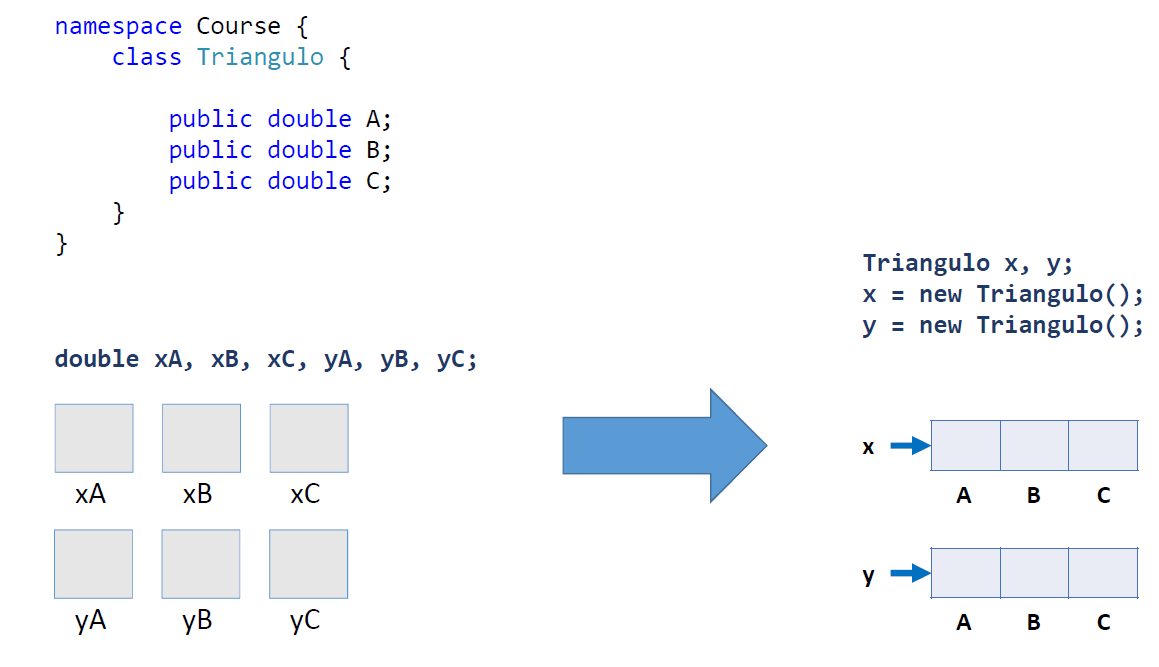 namespace Course {
class Triangulo {
public double A;
public double B;
public double C;
}
}
double xA, xB, xC, yA, yB, yC;
xA xB xC
yA yB yC
Triangulo x, y;
x = new Triangulo();
y = new Triangulo();
x
A B C
y
A B C